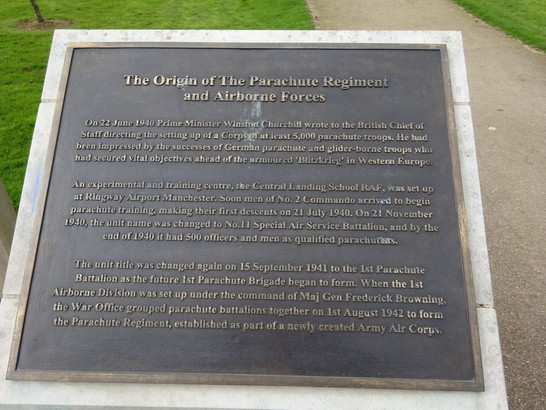 The Origin of The Parachute Regiment
and Airborne Forces
On 22 June 1940 Prime Minister Winston Churchill wrote to the British Chief of
Staff directing the setting up of a Corps of at least 5,000 parachute troops. He had
been impressed by the successes of German parachute and glider-borne troops who
had secured vital objectives ahead of the armoured 'Blitzkrieg' in Western Europe.
An experimental and training centre, the Central Landing School RAF, was set up
at Ringway Airport Manchester. Soon men of No. 2 Commando arrived to begin
parachute training, making their first descents on 21 July 1940. On 21 November
1940, the unit name was changed to No.11 Special Air Service Battalion, and by the
end of 1940 it had 500 officers and men as qualified parachutists.
The unit title was changed again on 15 September 1941 to the 1st Parachute
Battalion as the future 1st Parachute Brigade began to form. When the 1st
Airborne Division was set up under the command of Maj Gen Frederick Browning,
the War Office grouped parachute battalions together on 1st August 1942 to form
the Parachute Regiment, established as part of a newly created Army Air Corps.